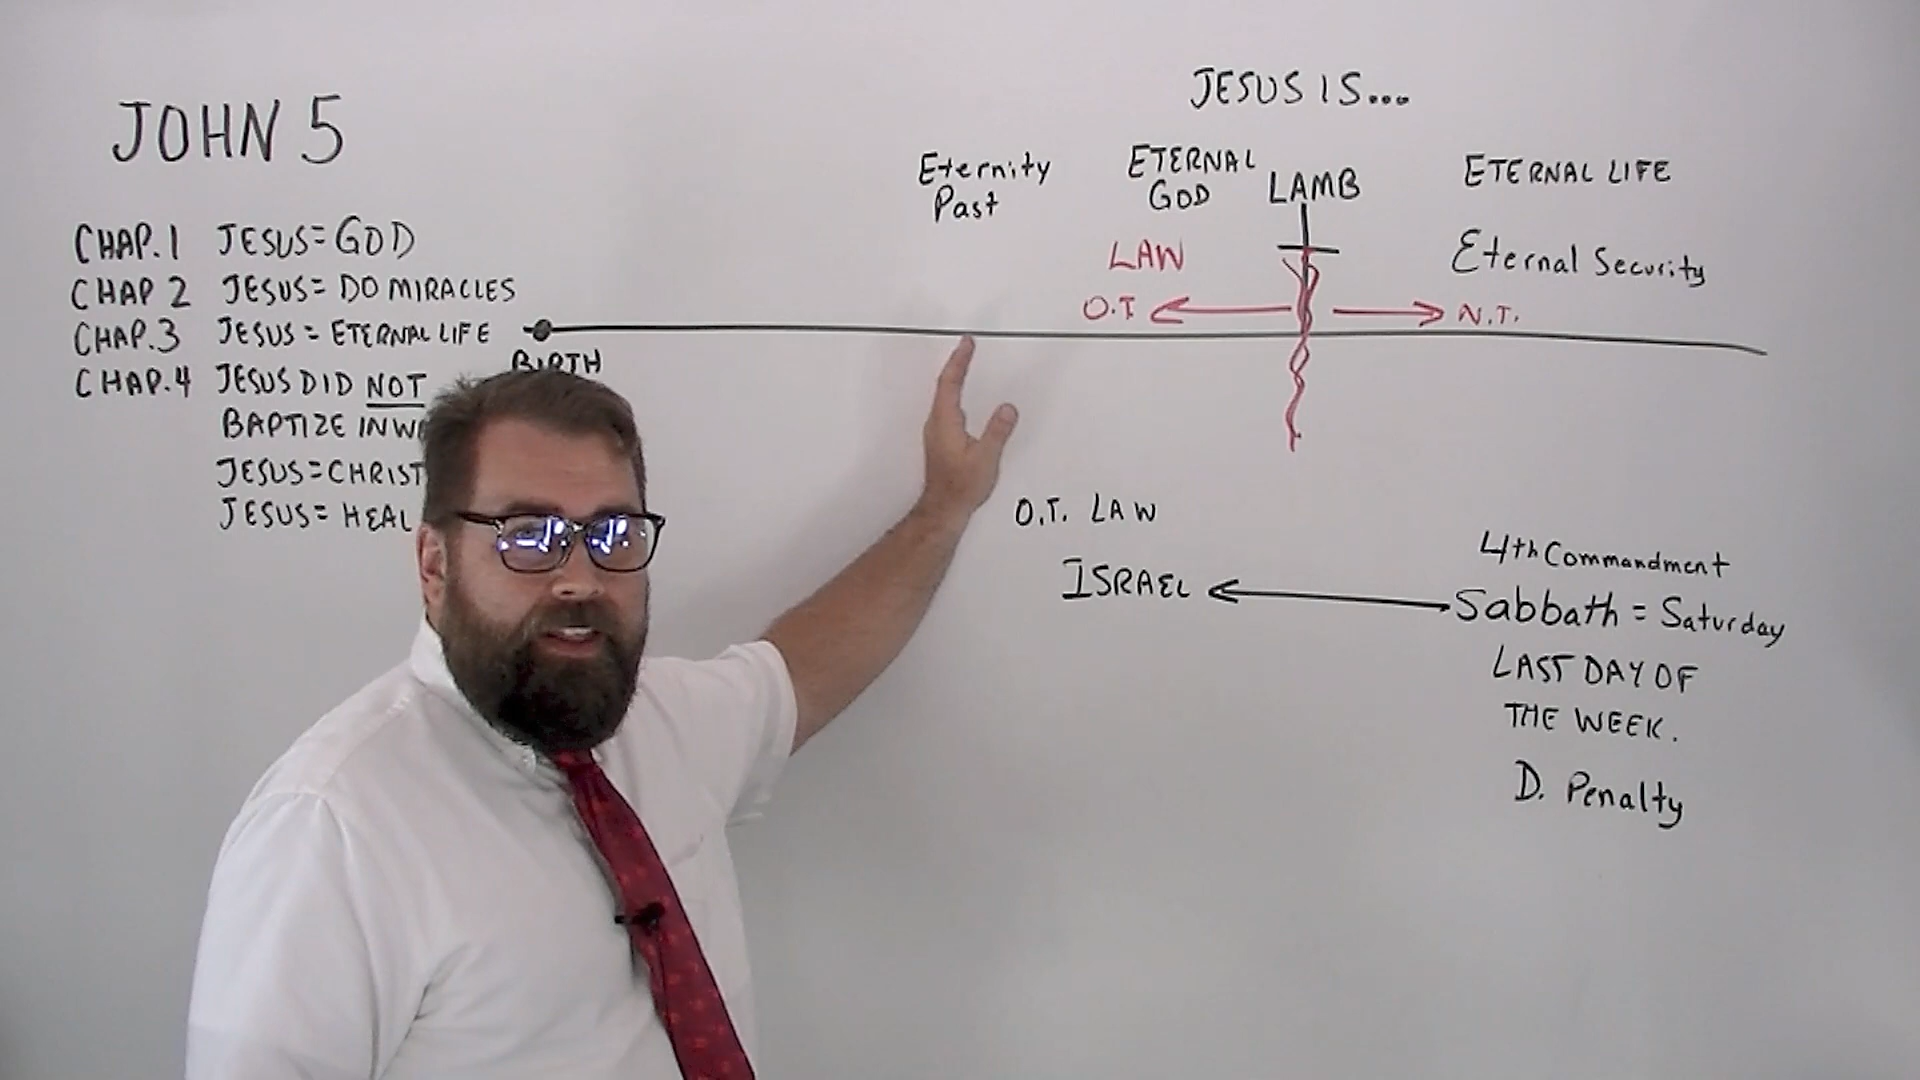 JOHN 5
CHAP.1 JESUS=GOD
CHAP 2 JESUS= DO MIRACLES
CHAP.3 JESUS = ETERNAL LIFE
CHAP.4 JESUS DID NOT
BAPTIZE IN
JESUS=CHRIST
JESUS= HEAL
BIRTH
JESUS IS...
Eternity
Past
ETERNAL
GOD
LAMB
ETERNAL LIFE
LAW
Eternal Security
O.T
N.T.
O.T. LAW
ISRAEL
4th Commandment
Sabbath = Saturday
LAST DAY OF
THE WEEK.
D. Penalty